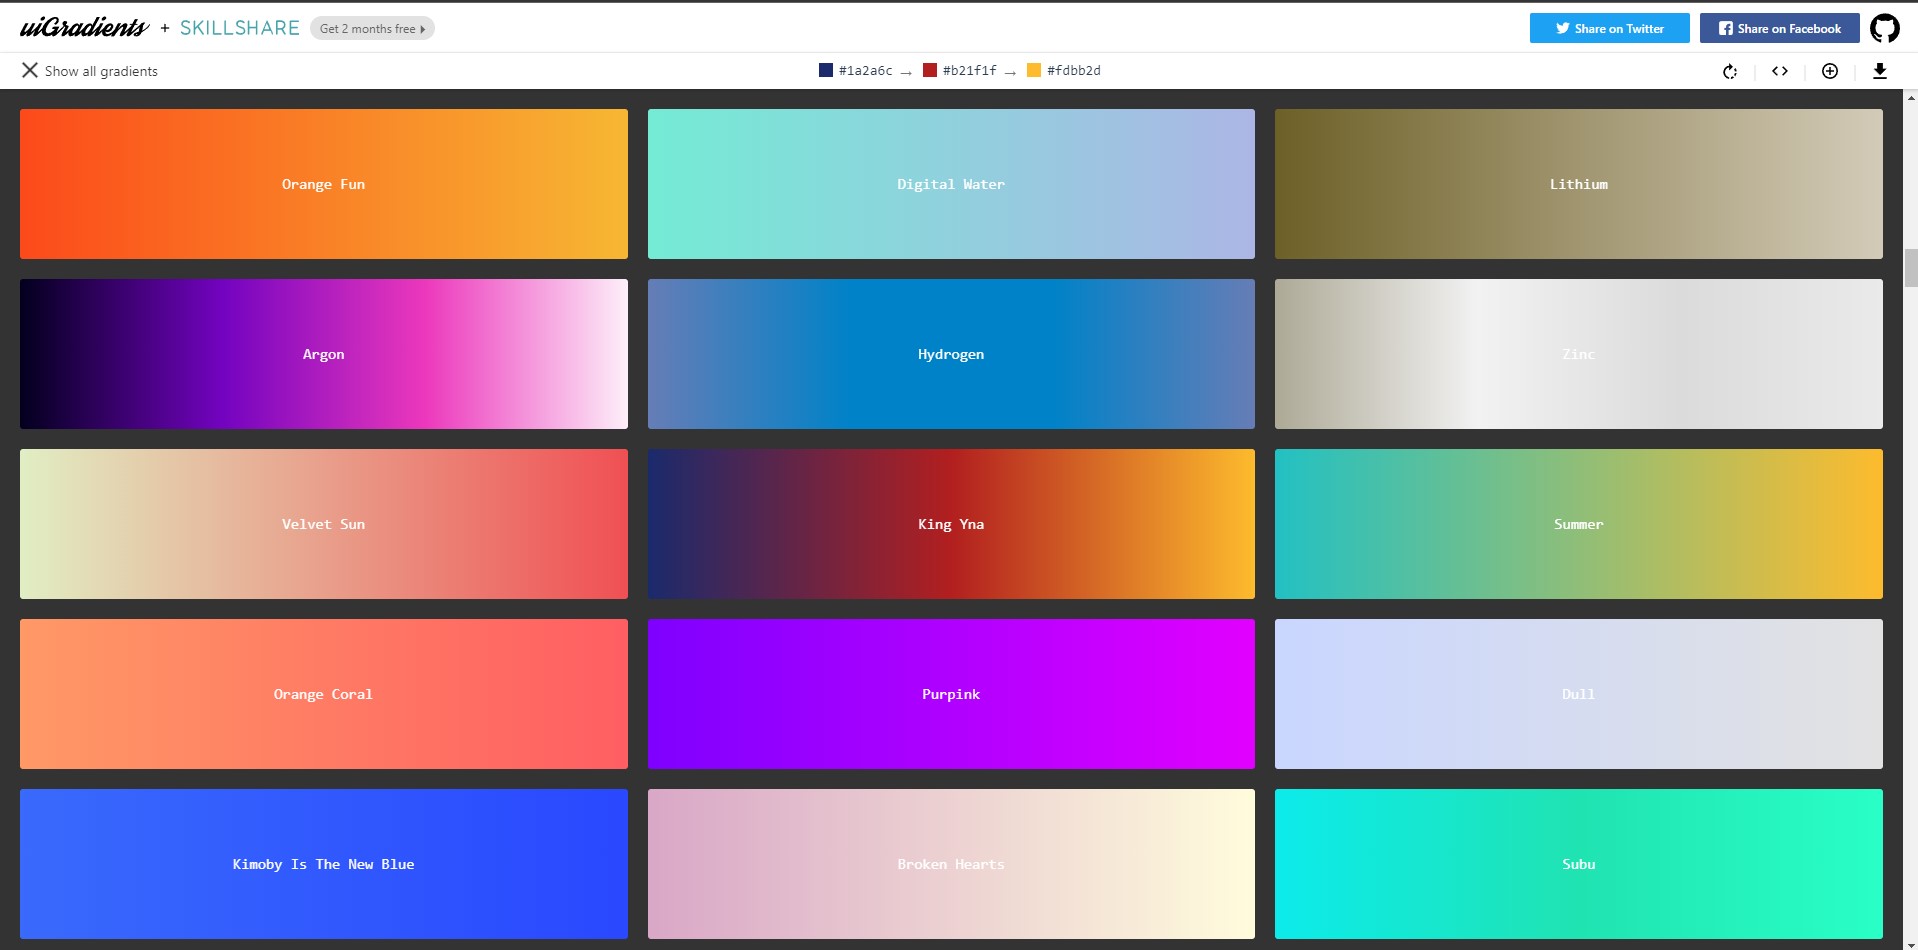 uiGradients + SKILLSHARE Get 2 months free
Share on Twitter
Share on Facebook
Show all gradients
#1a2a6c → #b21f1f → #fdbb2d
Orange Fun
Digital Water
Lithium
Argon
Hydrogen
Zinc
Velvet Sun
King Yna
Summer
Orange Coral
Purpink
Dull
Kimoby Is The New Blue
Broken Hearts
Subu